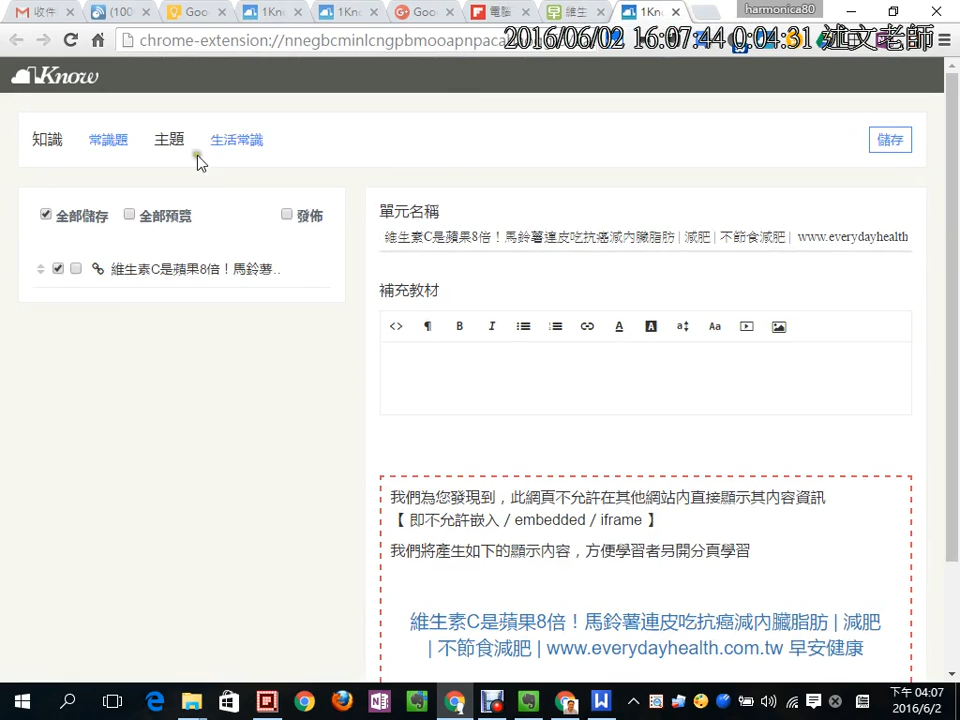 收件
(100
Goo
1Kn
1Kn
Goo
電腦
維生
1Kn
harmonica80
chrome-extension://nnegbcminlcngpbmooapnpaca
2016/06/02 16:07:44 0:04:31 述文老師
1Know
知識 常識題 主題 生活常識 儲存
全部儲存 全部預覽 發佈
維生素C是蘋果8倍！馬鈴薯..
單元名稱
維生素C是蘋果8倍！馬鈴薯連皮吃抗癌減內臟脂肪 | 減肥 | 不節食減肥 | www.everydayhealth
補充教材
B I A A Aa
我們為您發現到，此網頁不允許在其他網站內直接顯示其內容資訊
【 即不允許嵌入 / embedded / iframe 】
我們將產生如下的顯示內容，方便學習者另開分頁學習
維生素C是蘋果8倍！馬鈴薯連皮吃抗癌減內臟脂肪 | 減肥
| 不節食減肥 | www.everydayhealth.com.tw 早安健康
下午 04:07
2016/6/2